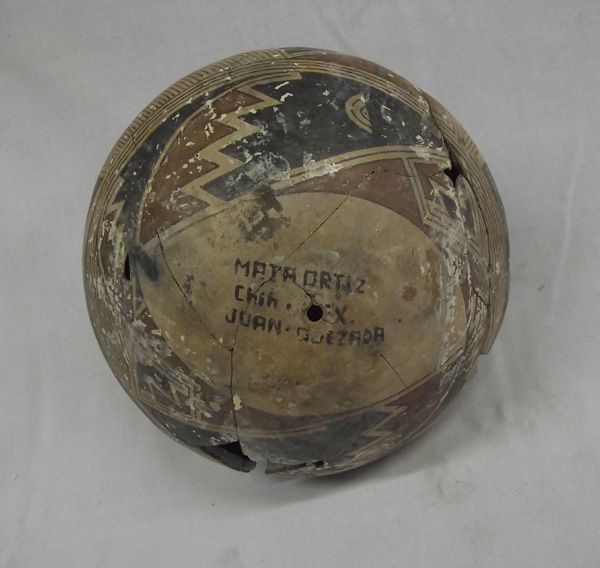 MATA ORTIZ
Chih. MEX.
JUAN·QUEZADA